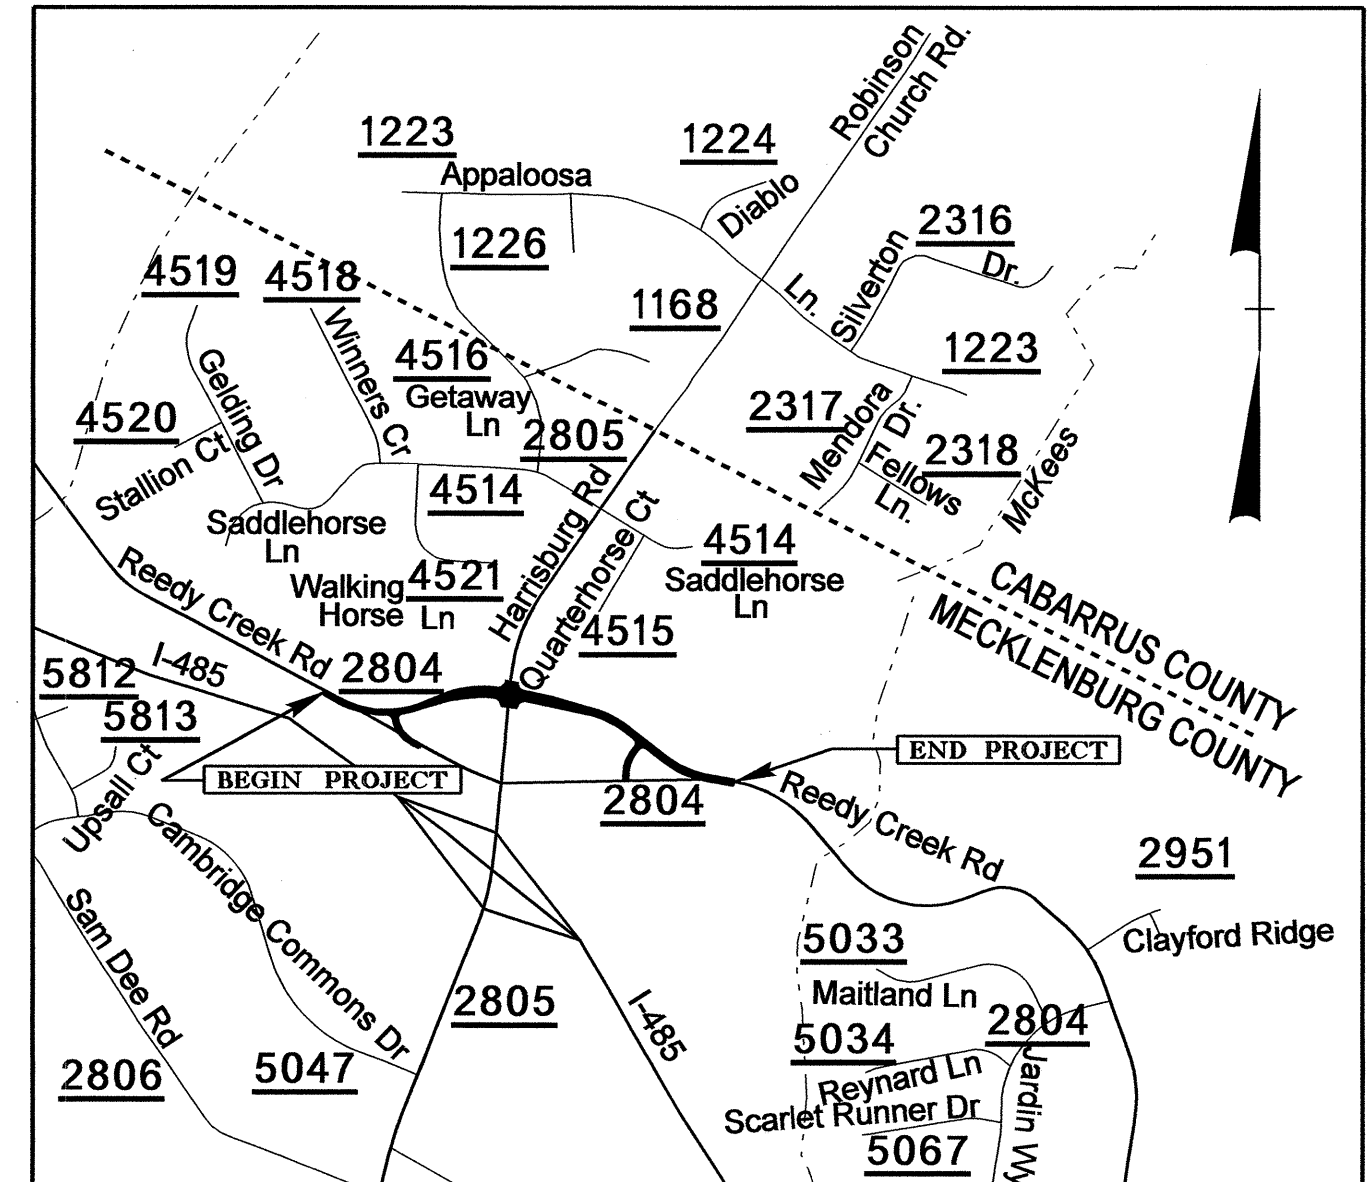 Robinson
Church Rd.
1223
1224
Appaloosa
Diablo
1226
2316
Silverton
Dr.
4519
4518
1168
Ln.
Winners Cr
4516
Getaway
Ln
1223
Gelding Dr
2317
Mendora
Dr.
4520
Stallion Ct
2805
Fellows
Ln.
2318
McKees
4514
Harrisburg Rd
Quarterhorse Ct
Saddlehorse
Ln
4514
Saddlehorse
Ln
Walking
Horse
4521
Ln
CABARRUS COUNTY
MECKLENBURG COUNTY
Reedy Creek Rd
4515
I-485
2804
5812
5813
Upsall Ct
BEGIN PROJECT
END PROJECT
2804
Reedy Creek Rd
Cambridge Commons Dr
2951
Clayford Ridge
Sam Dee Rd
5033
Maitland Ln
2805
I-485
2804
5034
Reynard Ln
Jardin Wy
2806
5047
Scarlet Runner Dr
5067